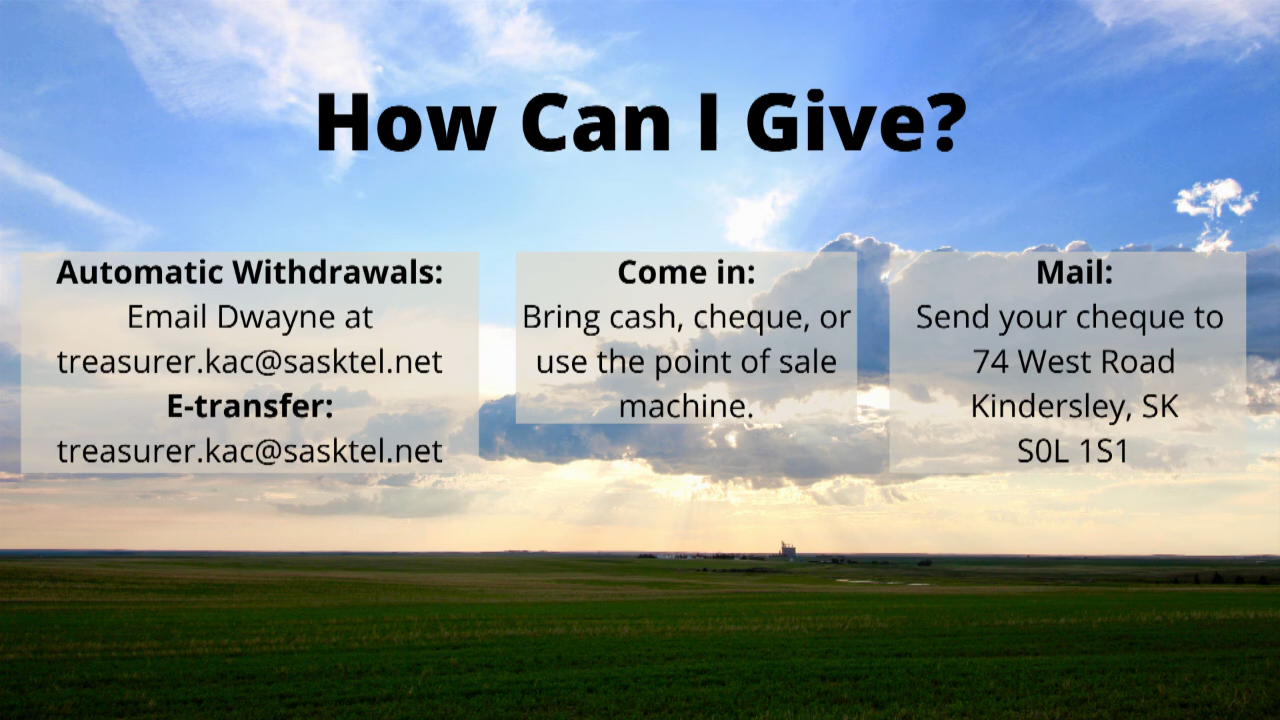 How Can I Give?
Automatic Withdrawals:
Email Dwayne at
treasurer.kac@sasktel.net
E-transfer:
treasurer.kac@sasktel.net
Come in:
Bring cash, cheque, or
use the point of sale
machine.
Mail:
Send your cheque to
74 West Road
Kindersley, SK
S0L 1S1